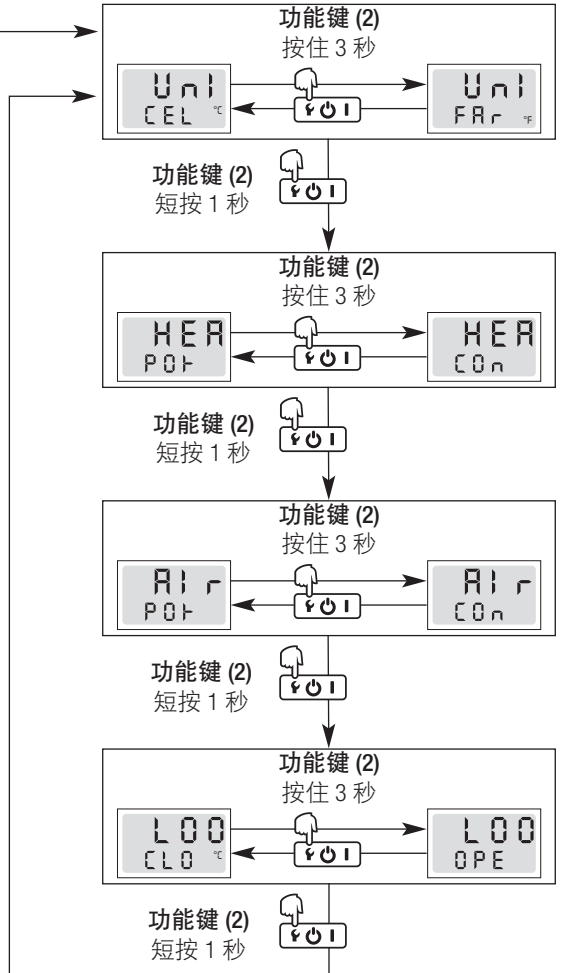 功能键 (2)
按住 3 秒
Unl UnI
CEL °C FAr °F
功能键 (2)
短按 1 秒
功能键 (2)
按住 3 秒
HEA HEA
POt COn
功能键 (2)
短按 1 秒
功能键 (2)
按住 3 秒
AIr AIr
POt COn
功能键 (2)
短按 1 秒
功能键 (2)
按住 3 秒
LOO LOO
CLO °C OPE
功能键 (2)
短按 1 秒